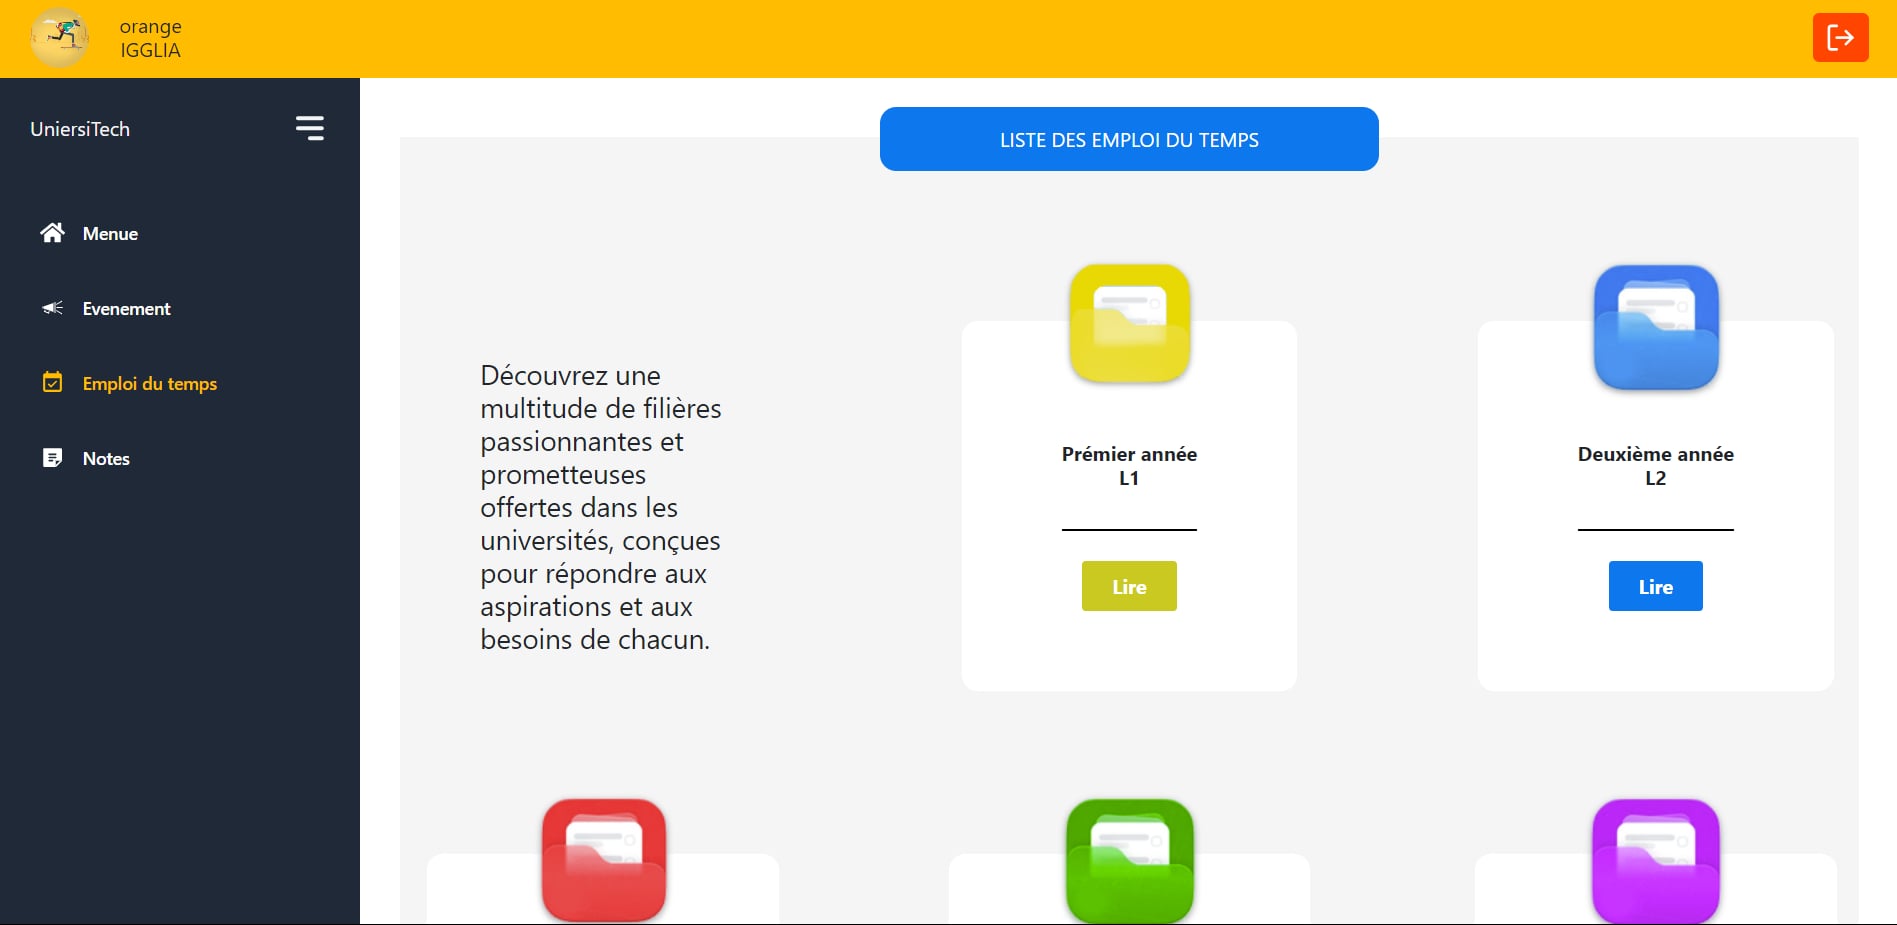 orange
IGGLIA
UniersiTech
Menue
Evenement
Emploi du temps
Notes
LISTE DES EMPLOI DU TEMPS
Découvrez une
multitude de filières
passionnantes et
prometteuses
offertes dans les
universités, conçues
pour répondre aux
aspirations et aux
besoins de chacun.
Prémier année
L1
Lire
Deuxième année
L2
Lire